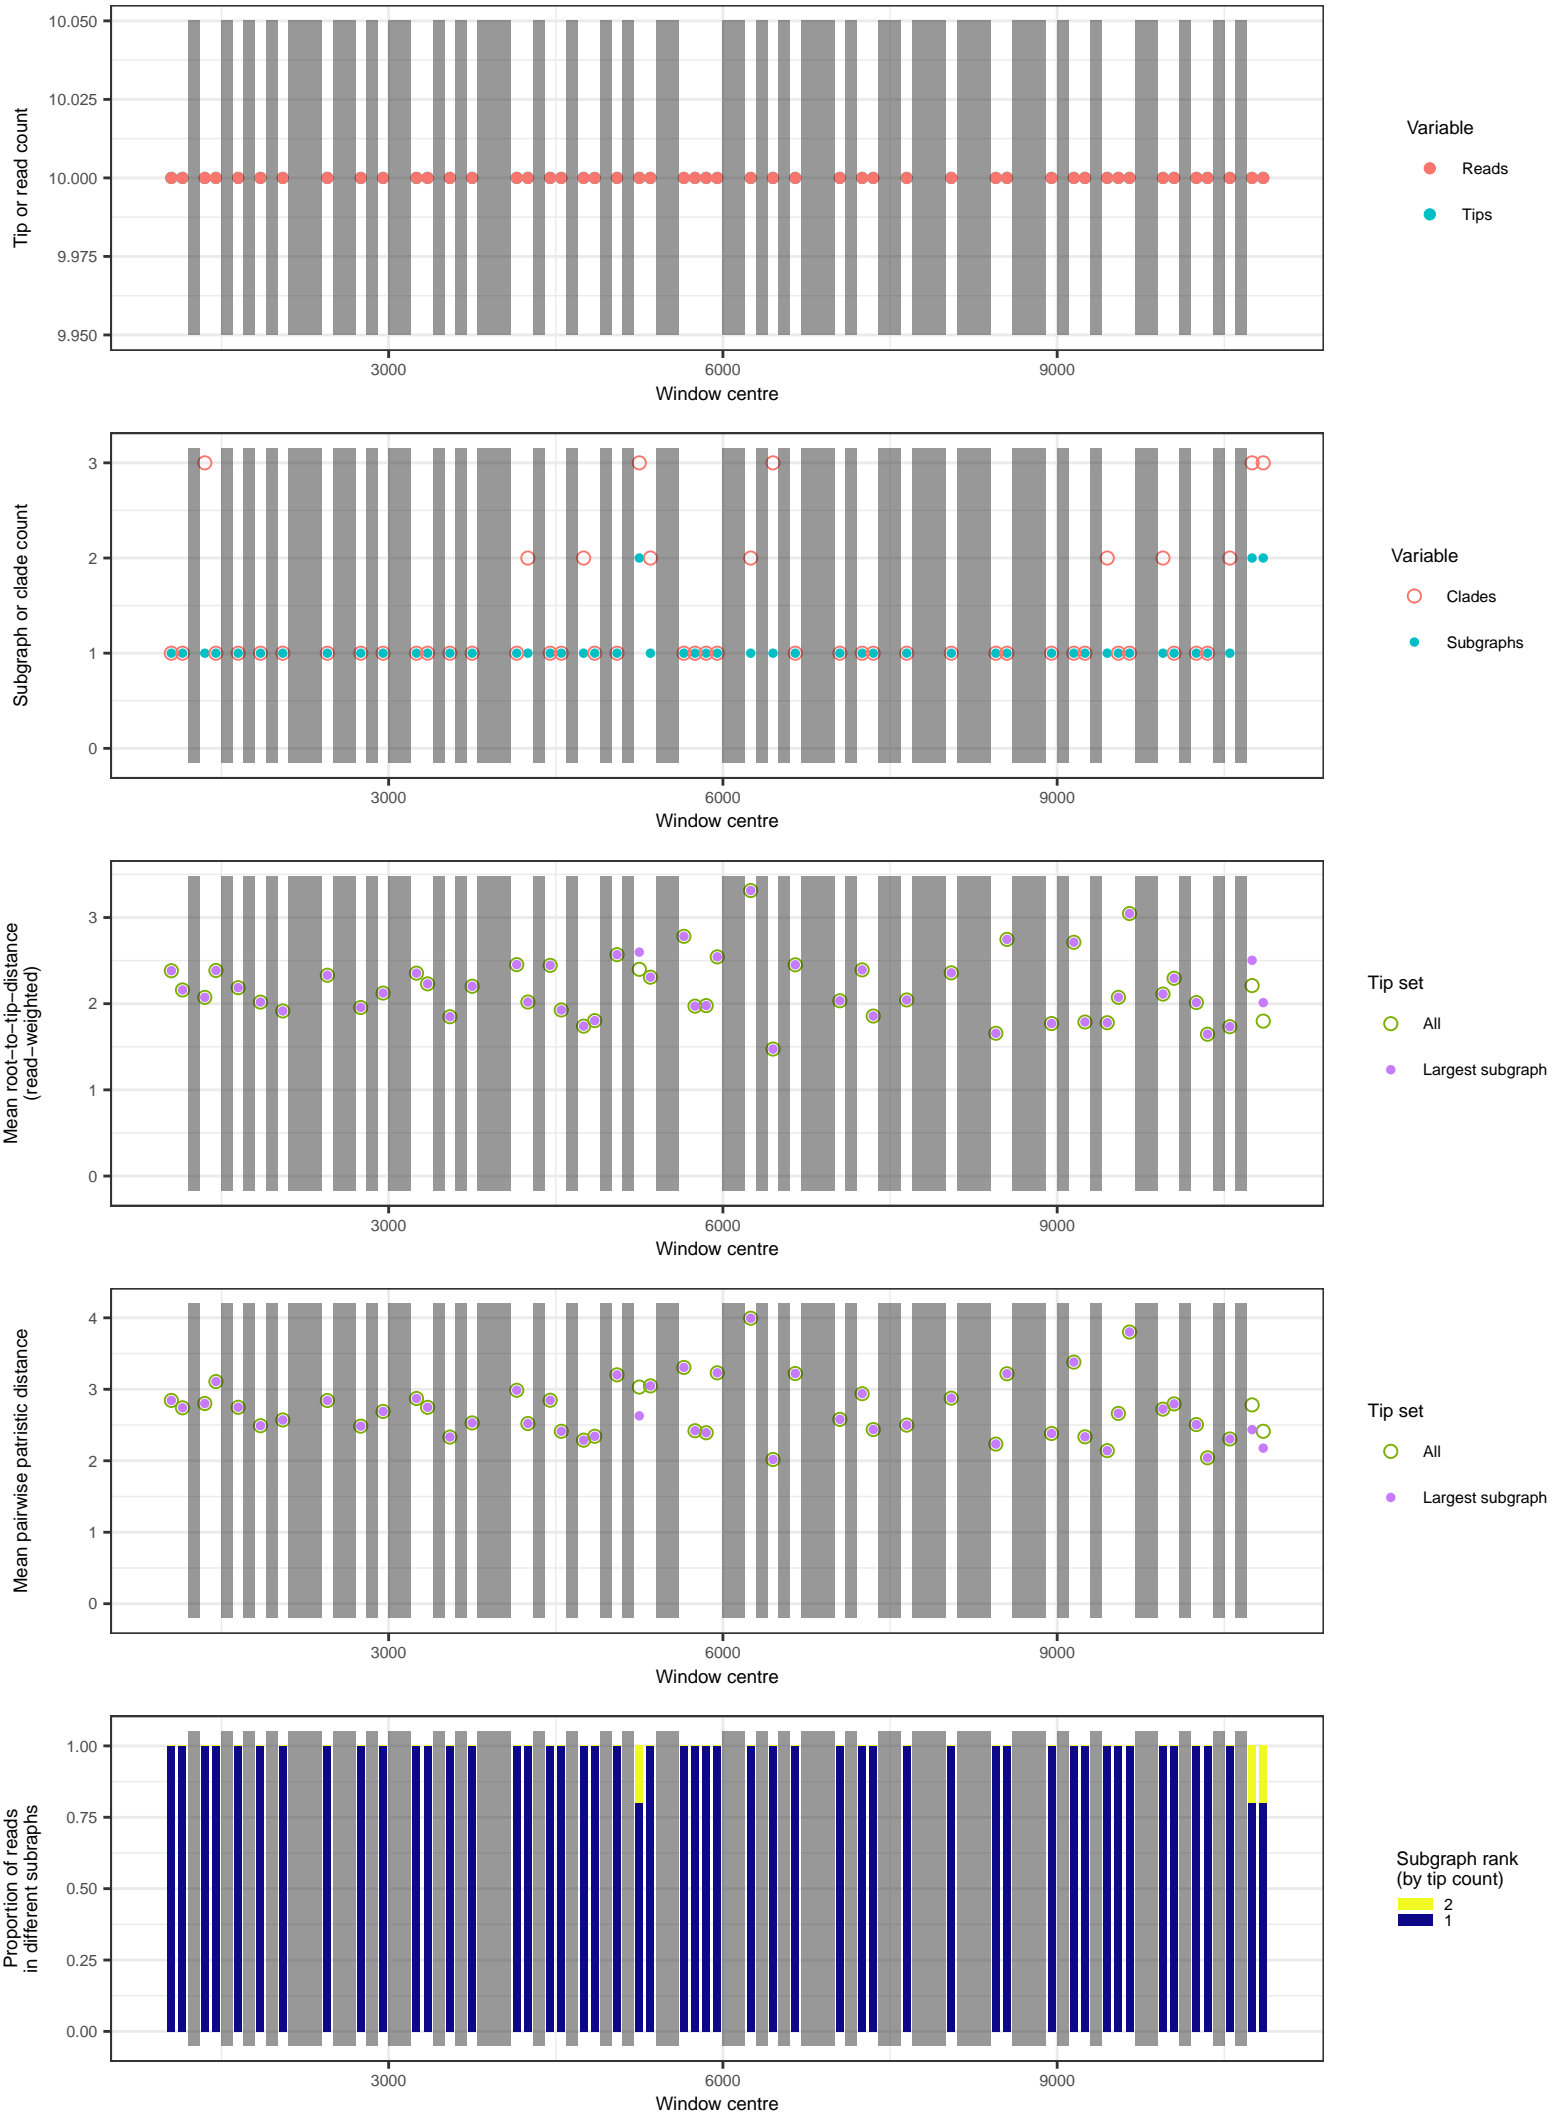 10.050
10.025
10.000
9.975
9.950
Tip or read count
3000
6000
9000
Window centre
Variable
Reads
Tips
3
2
1
0
Subgraph or clade count
3000
6000
9000
Window centre
Variable
Clades
Subgraphs
3
2
1
0
Mean root−to−tip−distance
(read−weighted)
3000
6000
9000
Window centre
Tip set
All
Largest subgraph
4
3
2
1
0
Mean pairwise patristic distance
3000
6000
9000
Window centre
Tip set
All
Largest subgraph
1.00
0.75
0.50
0.25
0.00
Proportion of reads
in different subraphs
3000
6000
9000
Window centre
Subgraph rank
(by tip count)
2
1